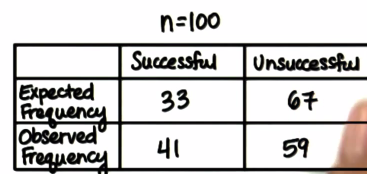 n=100
Successful Unsuccessful
Expected Frequency 33 67
Observed Frequency 41 59